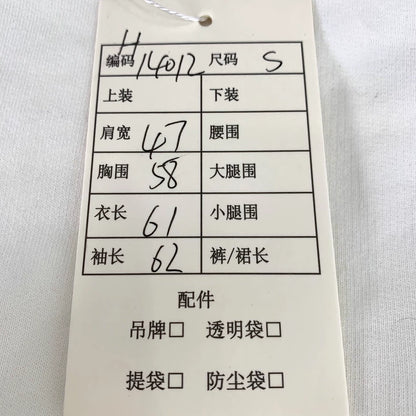 编码 H14012 尺码 S
上装 下装
肩宽 47 腰围
胸围 58 大腿围
衣长 61 小腿围
袖长 62 裤/裙长
配件
吊牌□ 透明袋□
提袋□ 防尘袋□